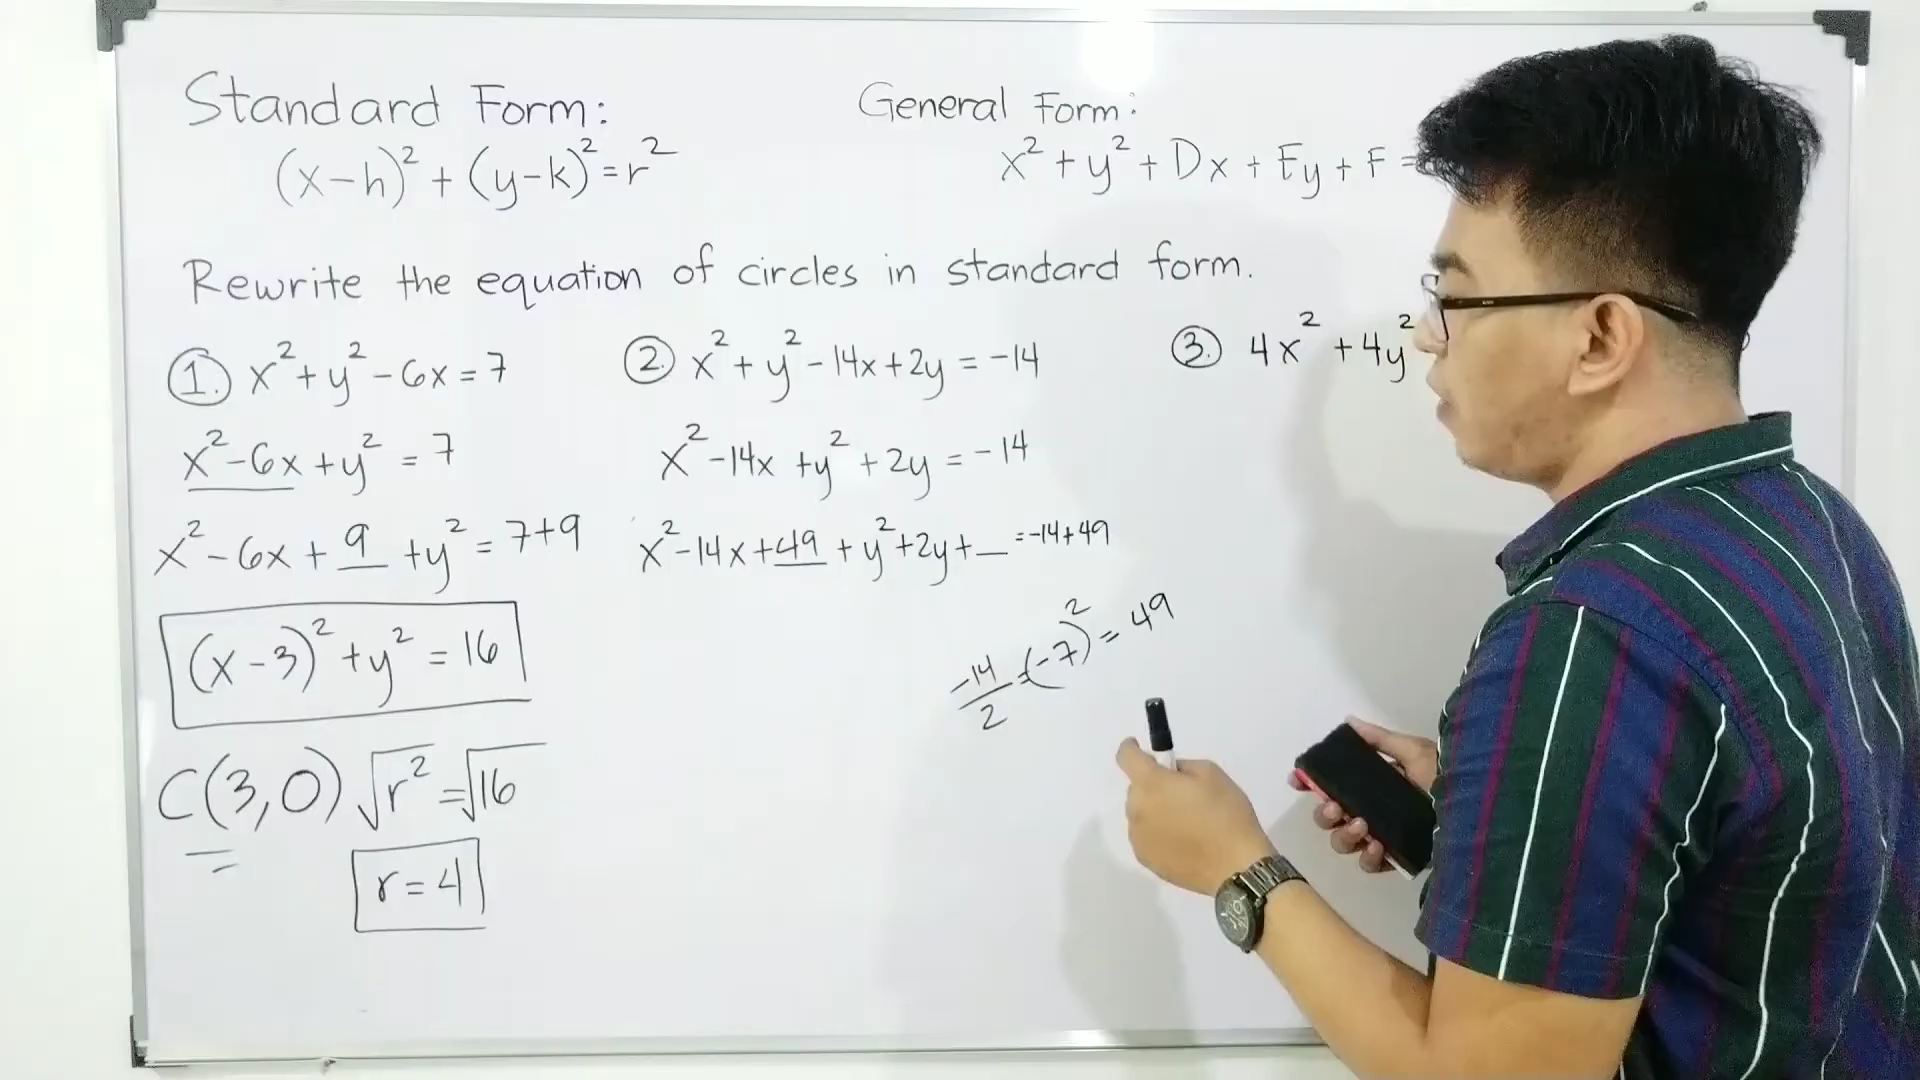 Standard Form:
(x-h)² + (y-k)² = r²
General Form:
x² + y² + Dx + Ey + F =
Rewrite the equation of circles in standard form.
1. x² + y² - 6x = 7
x² - 6x + y² = 7
x² - 6x + 9 + y² = 7+9
(x-3)² + y² = 16
C(3,0) √r² = √16
r = 4
2. x² + y² - 14x + 2y = -14
x² - 14x + y² + 2y = -14
x² - 14x + 49 + y² + 2y + __ = -14+49
-14/2 = (-7)² = 49
3. 4x² + 4y²